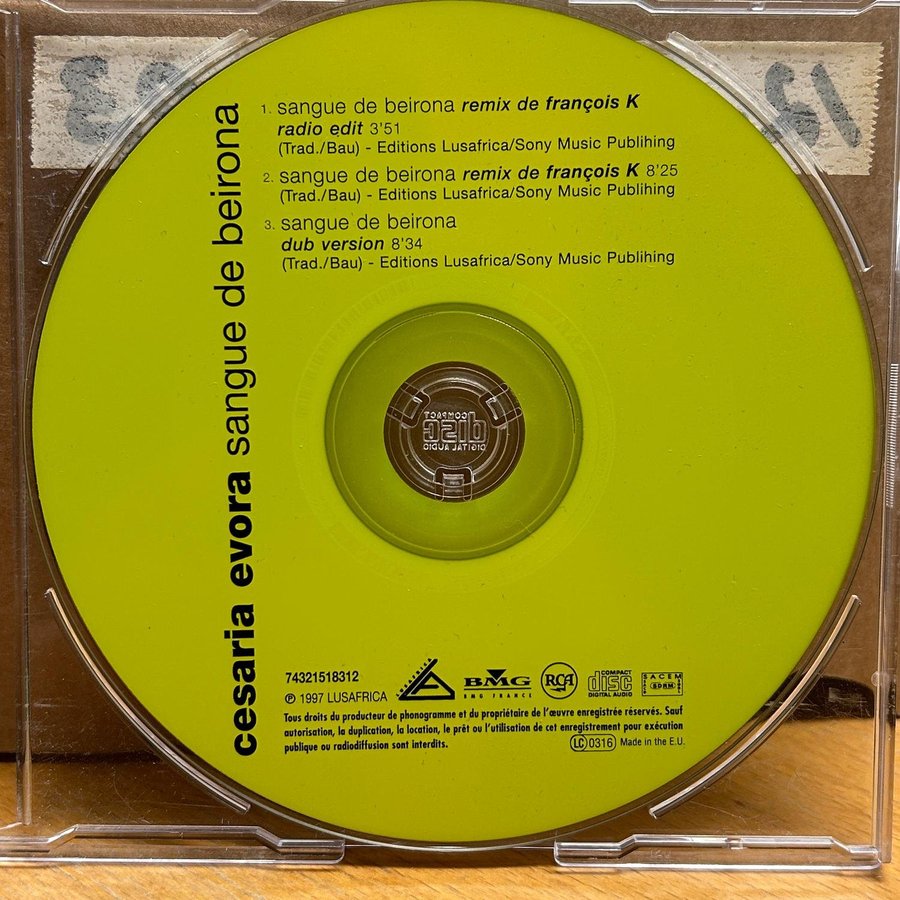 cesaria evora sangue de beirona
1. sangue de beirona remix de françois K
radio edit 3'51
(Trad./Bau) - Editions Lusafrica/Sony Music Publihing
2. sangue de beirona remix de françois K 8'25
(Trad./Bau) - Editions Lusafrica/Sony Music Publihing
3. sangue de beirona
dub version 8'34
(Trad./Bau) - Editions Lusafrica/Sony Music Publihing
COMPACT
disc
DIGITAL AUDIO
74321518312
℗ 1997 LUSAFRICA
BMG
BMG FRANCE
RCA
COMPACT
disc
DIGITAL AUDIO
SACEM
SDRM
Tous droits du producteur de phonogramme et du propriétaire de l'œuvre enregistrée réservés. Sauf
autorisation, la duplication, la location, le prêt ou l'utilisation de cet enregistrement pour exécution
publique ou radiodiffusion sont interdits.
LC 0316 Made in the E.U.